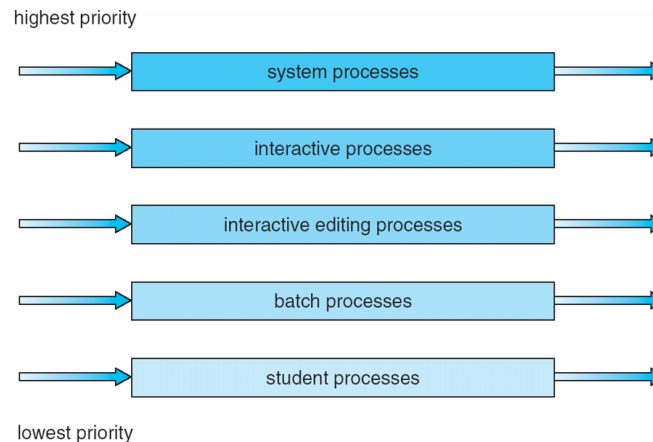 highest priority
system processes
interactive processes
interactive editing processes
batch processes
student processes
lowest priority